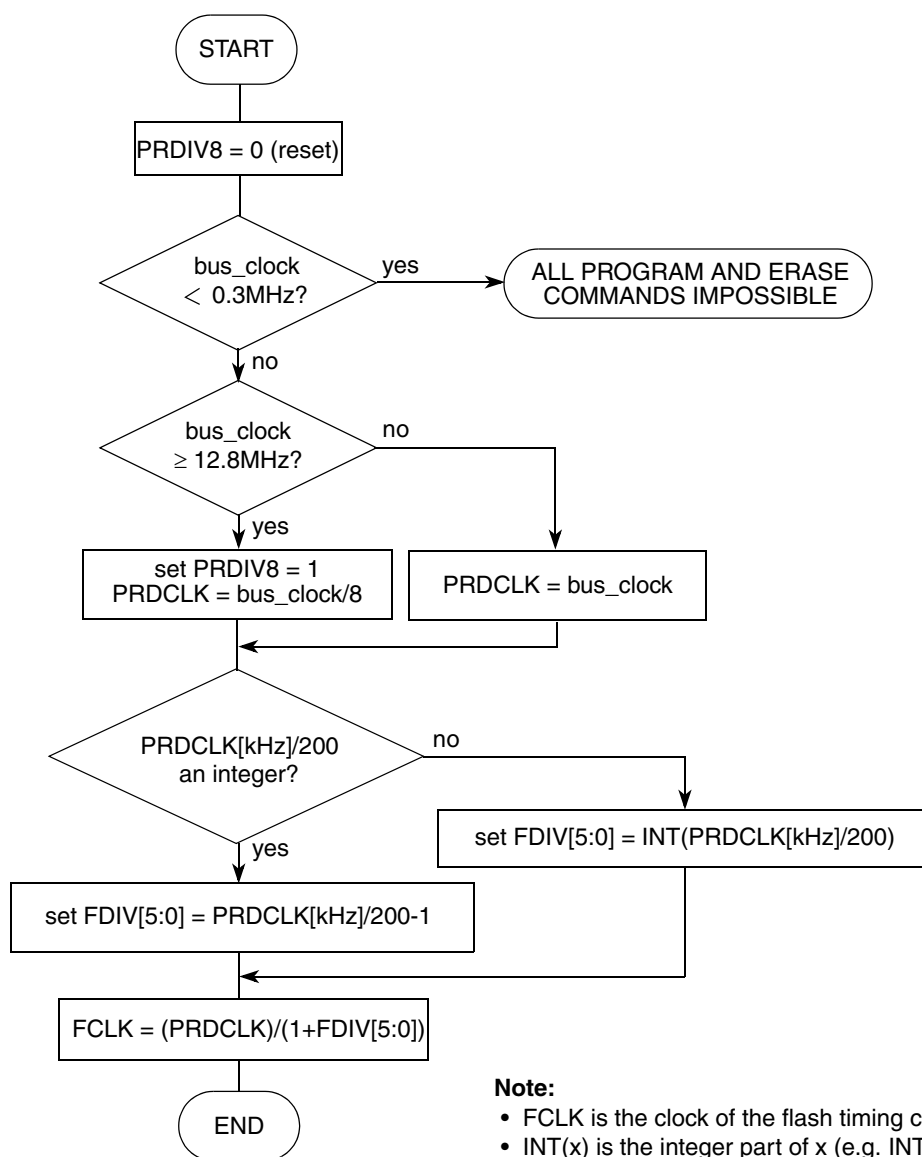 START
PRDIV8 = 0 (reset)
bus_clock
< 0.3MHz?
yes
ALL PROGRAM AND ERASE
COMMANDS IMPOSSIBLE
no
bus_clock
≥ 12.8MHz?
no
yes
set PRDIV8 = 1
PRDCLK = bus_clock/8
PRDCLK = bus_clock
PRDCLK[kHz]/200
an integer?
no
set FDIV[5:0] = INT(PRDCLK[kHz]/200)
yes
set FDIV[5:0] = PRDCLK[kHz]/200-1
FCLK = (PRDCLK)/(1+FDIV[5:0])
END
Note:
• FCLK is the clock of the flash timing
• INT(x) is the integer part of x (e.g. INT